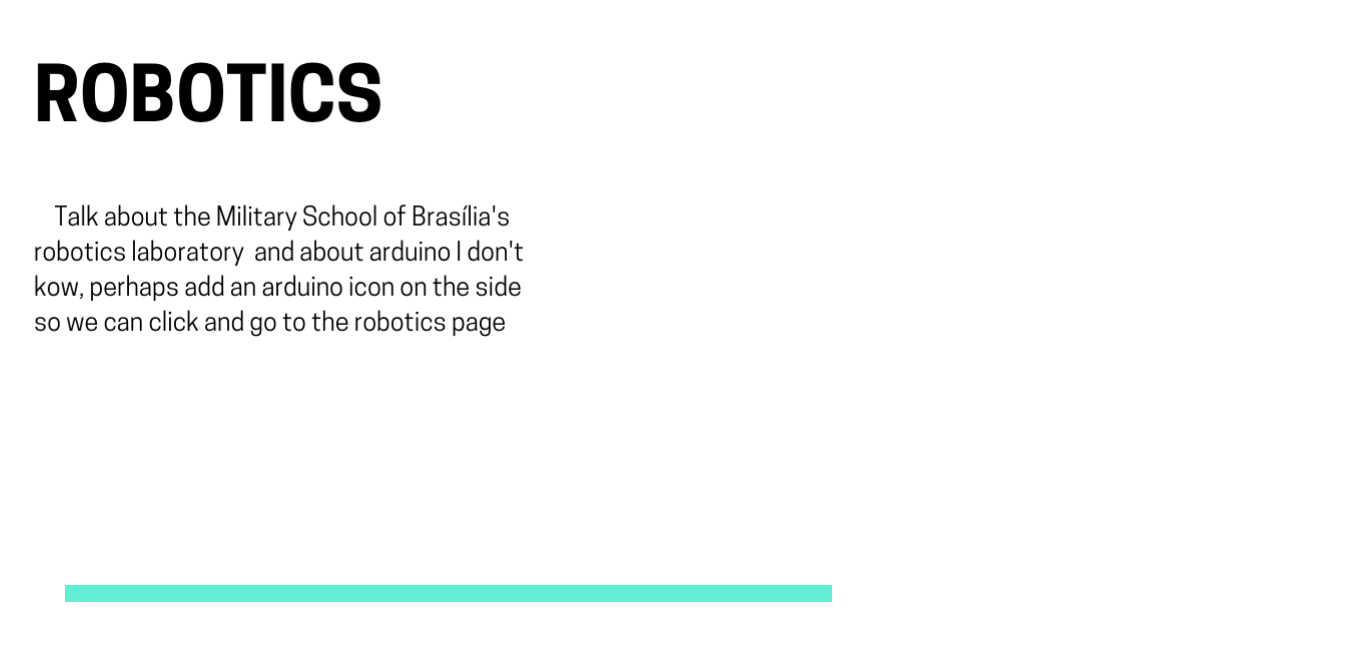 ROBOTICS
Talk about the Military School of Brasília's
robotics laboratory  and about arduino I don't
kow, perhaps add an arduino icon on the side
so we can click and go to the robotics page